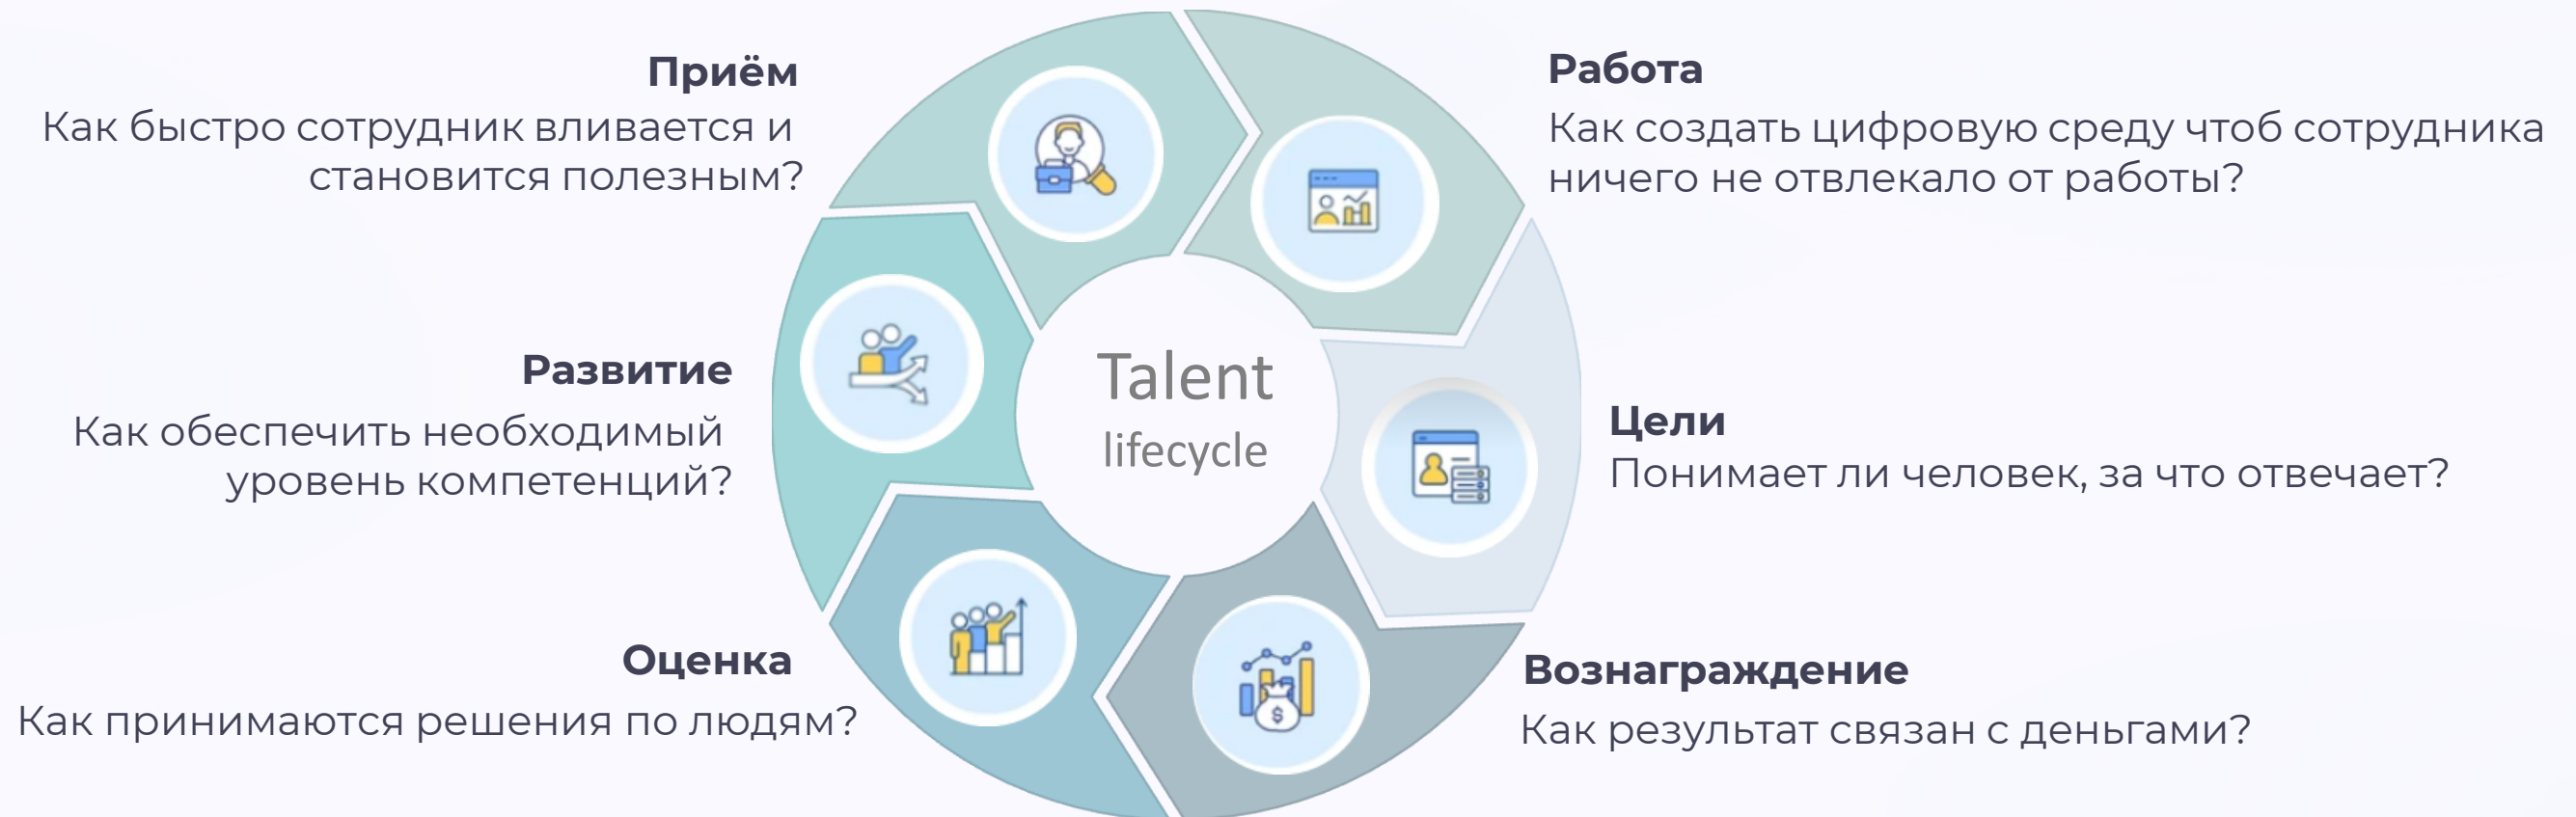 Приём
Как быстро сотрудник вливается и
становится полезным?
Работа
Как создать цифровую среду чтоб сотрудника
ничего не отвлекало от работы?
Развитие
Как обеспечить необходимый
уровень компетенций?
Talent
lifecycle
Цели
Понимает ли человек, за что отвечает?
Оценка
Как принимаются решения по людям?
Вознаграждение
Как результат связан с деньгами?
$